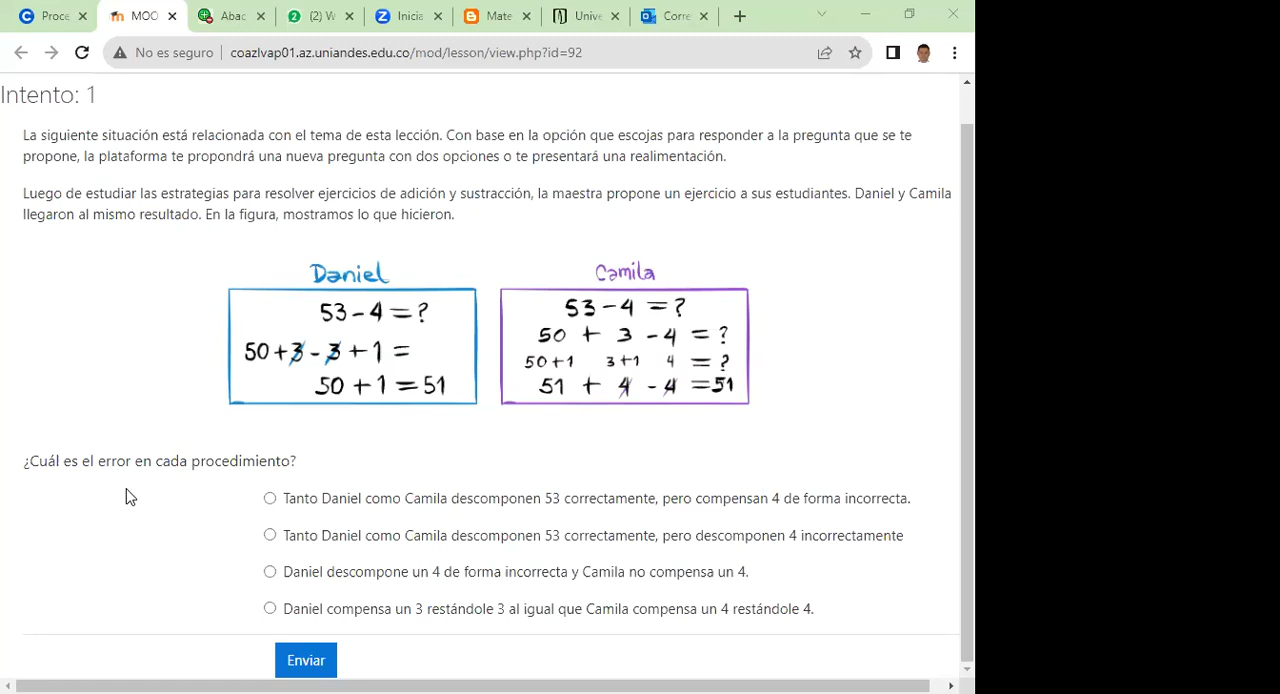 Proce
MOO
Abac
(2) W
Inicia
Mate
Unive
Corre
No es seguro
coazlvap01.az.uniandes.edu.co/mod/lesson/view.php?id=92
Intento: 1
La siguiente situación está relacionada con el tema de esta lección. Con base en la opción que escojas para responder a la pregunta que se te
propone, la plataforma te propondrá una nueva pregunta con dos opciones o te presentará una realimentación.
Luego de estudiar las estrategias para resolver ejercicios de adición y sustracción, la maestra propone un ejercicio a sus estudiantes. Daniel y Camila
llegaron al mismo resultado. En la figura, mostramos lo que hicieron.
Daniel
53 - 4 = ?
50 + 3 - 3 + 1 =
50 + 1 = 51
Camila
53 - 4 = ?
50 + 3 - 4 = ?
50+1 3+1 4 = ?
51 + 4 - 4 = 51
¿Cuál es el error en cada procedimiento?
Tanto Daniel como Camila descomponen 53 correctamente, pero compensan 4 de forma incorrecta.
Tanto Daniel como Camila descomponen 53 correctamente, pero descomponen 4 incorrectamente
Daniel descompone un 4 de forma incorrecta y Camila no compensa un 4.
Daniel compensa un 3 restándole 3 al igual que Camila compensa un 4 restándole 4.
Enviar